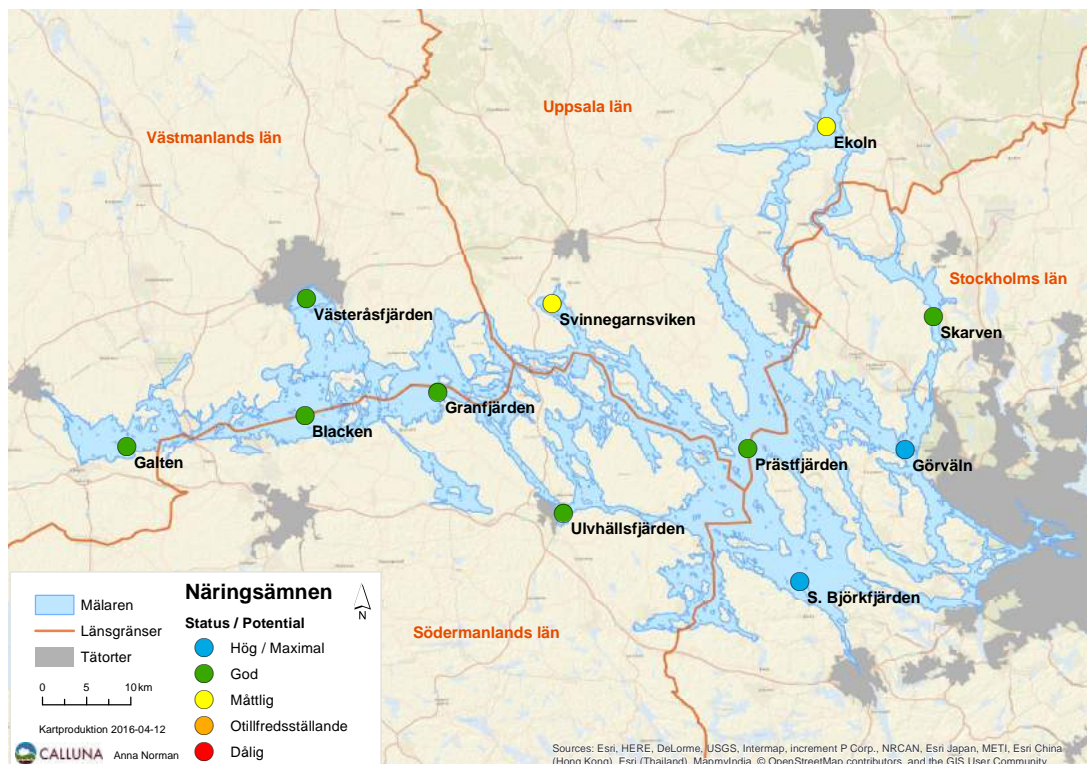 Uppsala län
Västmanlands län
Ekoln
Stockholms län
Västeråsfjärden
Svinnegarnsviken
Skarven
Granfjärden
Blacken
Galten
Prästfjärden
Görväln
Ulvhällsfjärden
S. Björkfjärden
Södermanlands län
Näringsämnen
N
Mälaren
Status / Potential
Länsgränser
Hög / Maximal
Tätorter
God
0 5 10 km
Måttlig
Otillfredsställande
Kartproduktion 2016-04-12
CALLUNA Anna Norman
Dålig
Sources: Esri, HERE, DeLorme, USGS, Intermap, increment P Corp., NRCAN, Esri Japan, METI, Esri China
(Hong Kong), Esri (Thailand), MapmyIndia, © OpenStreetMap contributors, and the GIS User Community